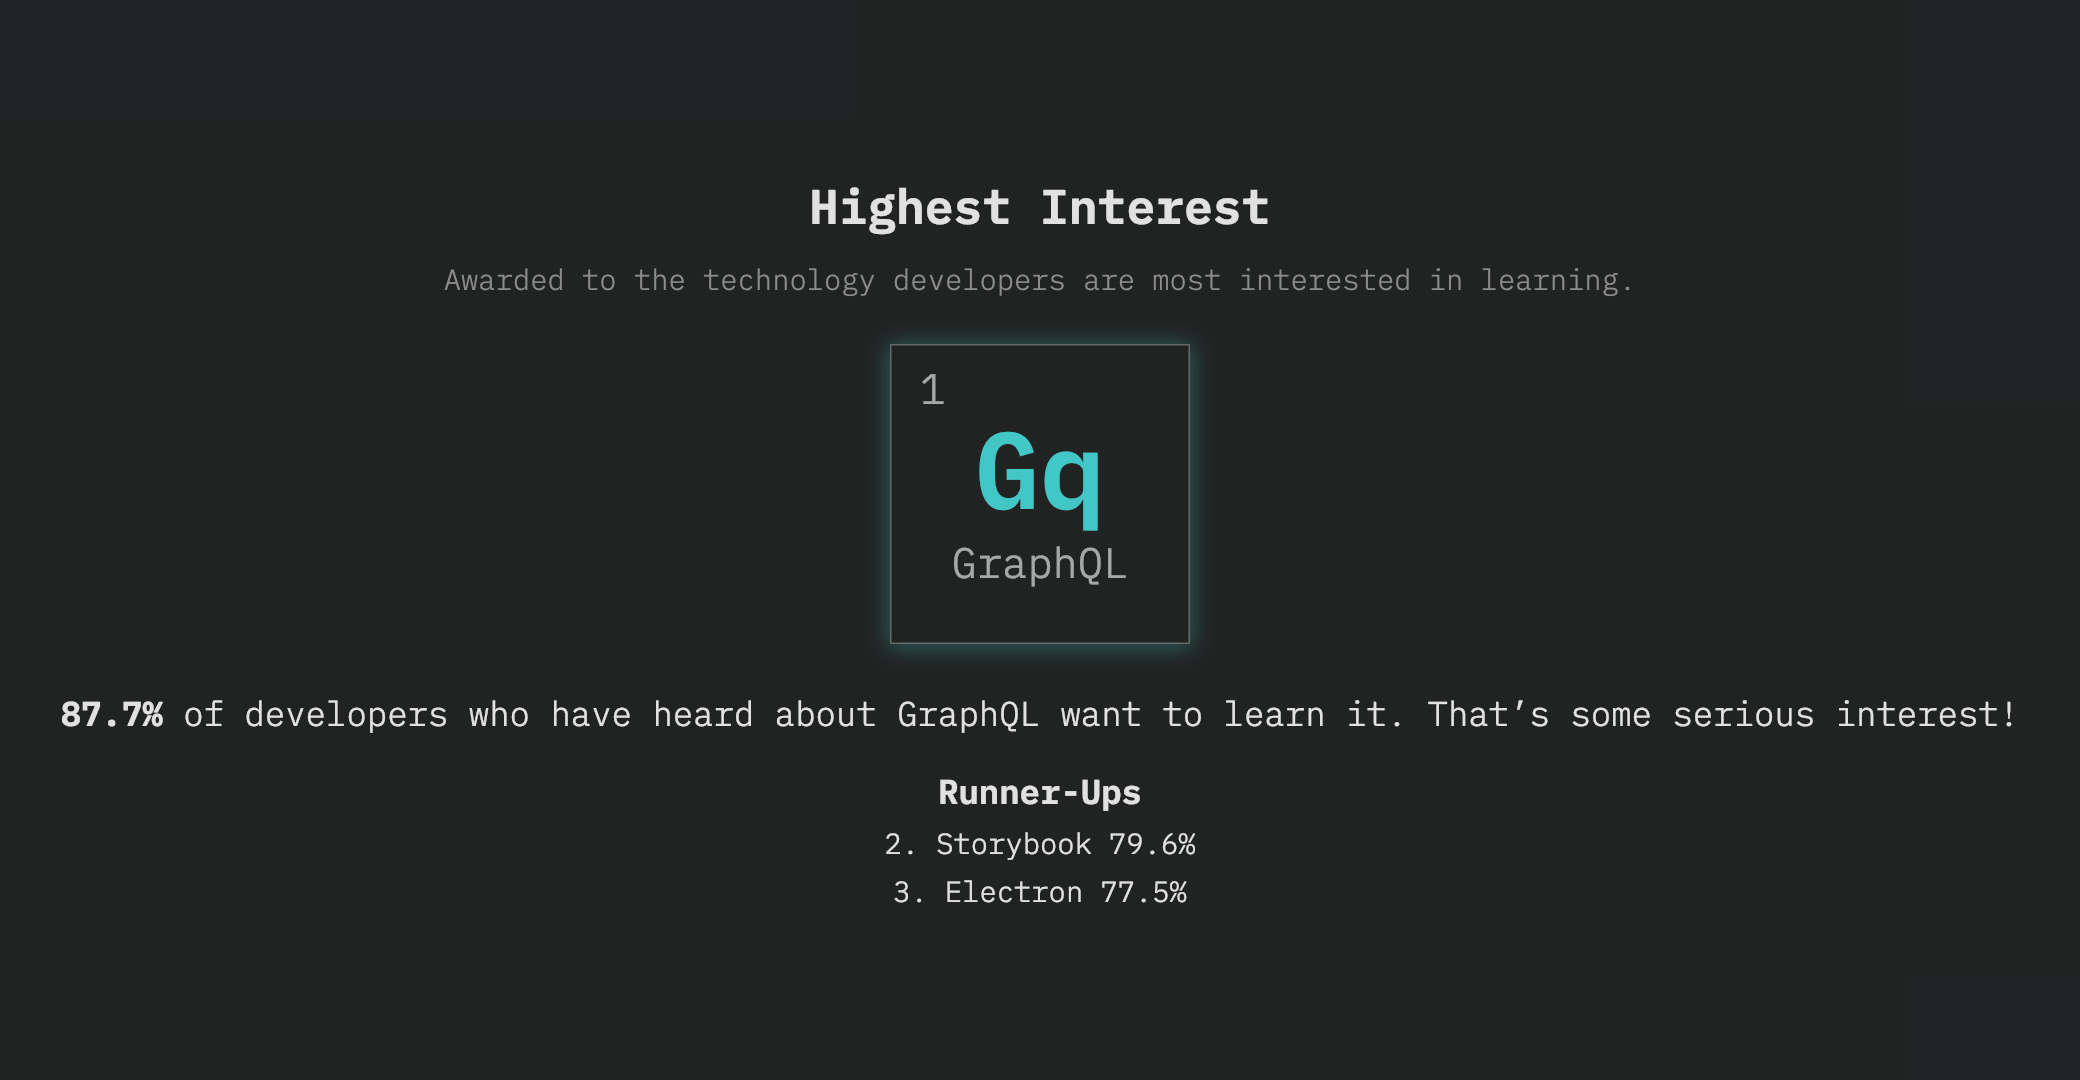 Highest Interest
Awarded to the technology developers are most interested in learning.
1
Gq
GraphQL
87.7% of developers who have heard about GraphQL want to learn it. That’s some serious interest!
Runner-Ups
2. Storybook 79.6%
3. Electron 77.5%